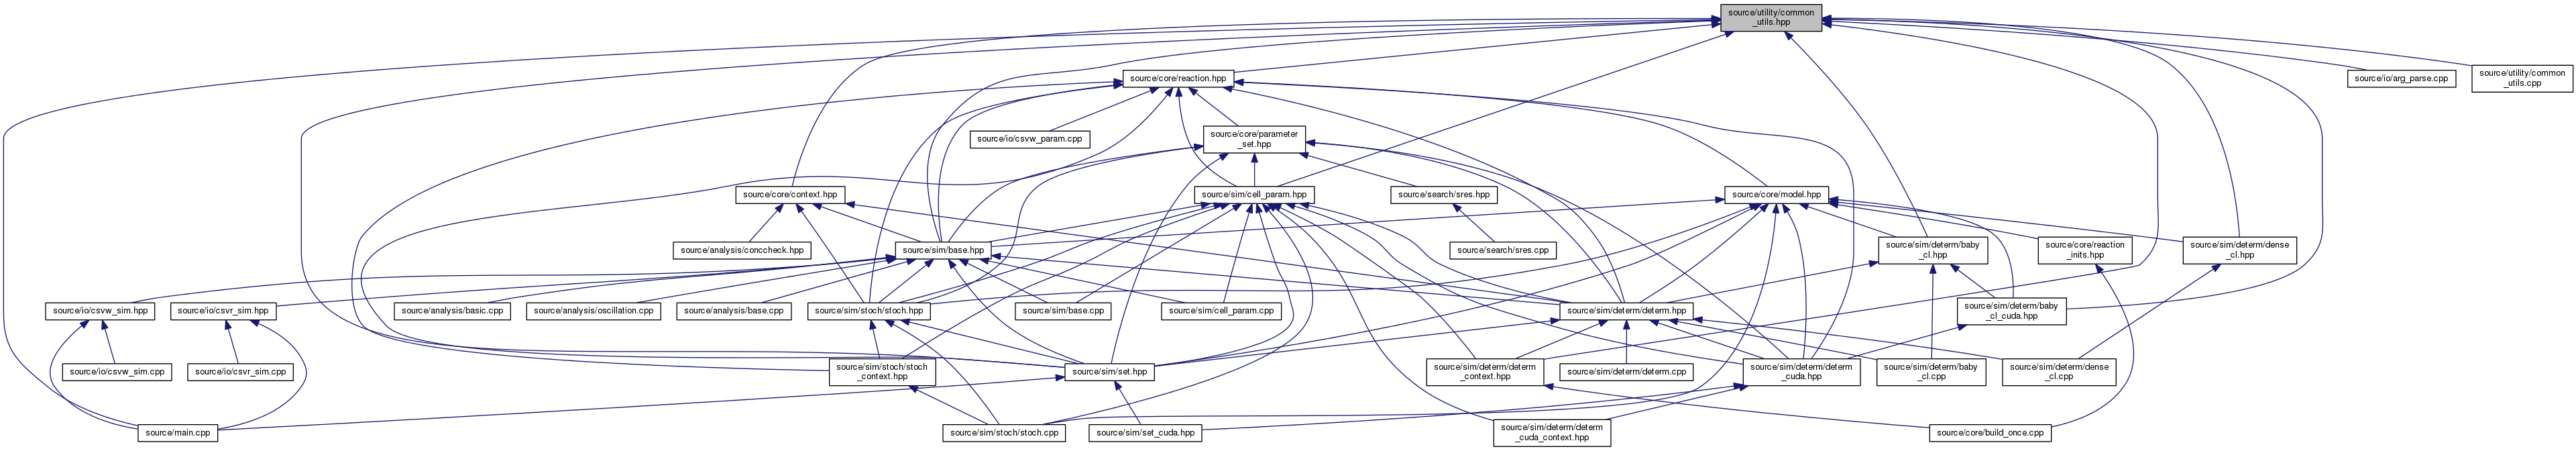 source/utility/common
_utils.hpp
source/core/reaction.hpp
source/io/arg_parse.cpp
source/utility/common
_utils.cpp
source/io/csvw_param.cpp
source/core/parameter
_set.hpp
source/core/context.hpp
source/sim/cell_param.hpp
source/search/sres.hpp
source/core/model.hpp
source/analysis/conccheck.hpp
source/sim/base.hpp
source/search/sres.cpp
source/sim/determ/baby
_cl.hpp
source/core/reaction
_inits.hpp
source/sim/determ/dense
_cl.hpp
source/io/csvw_sim.hpp
source/io/csvr_sim.hpp
source/analysis/basic.cpp
source/analysis/oscillation.cpp
source/analysis/base.cpp
source/sim/stoch/stoch.hpp
source/sim/base.cpp
source/sim/cell_param.cpp
source/sim/determ/determ.hpp
source/sim/determ/baby
_cl_cuda.hpp
source/io/csvw_sim.cpp
source/io/csvr_sim.cpp
source/sim/stoch/stoch
_context.hpp
source/sim/set.hpp
source/sim/determ/determ
_context.hpp
source/sim/determ/determ.cpp
source/sim/determ/determ
_cuda.hpp
source/sim/determ/baby
_cl.cpp
source/sim/determ/dense
_cl.cpp
source/main.cpp
source/sim/stoch/stoch.cpp
source/sim/set_cuda.hpp
source/sim/determ/determ
_cuda_context.hpp
source/core/build_once.cpp